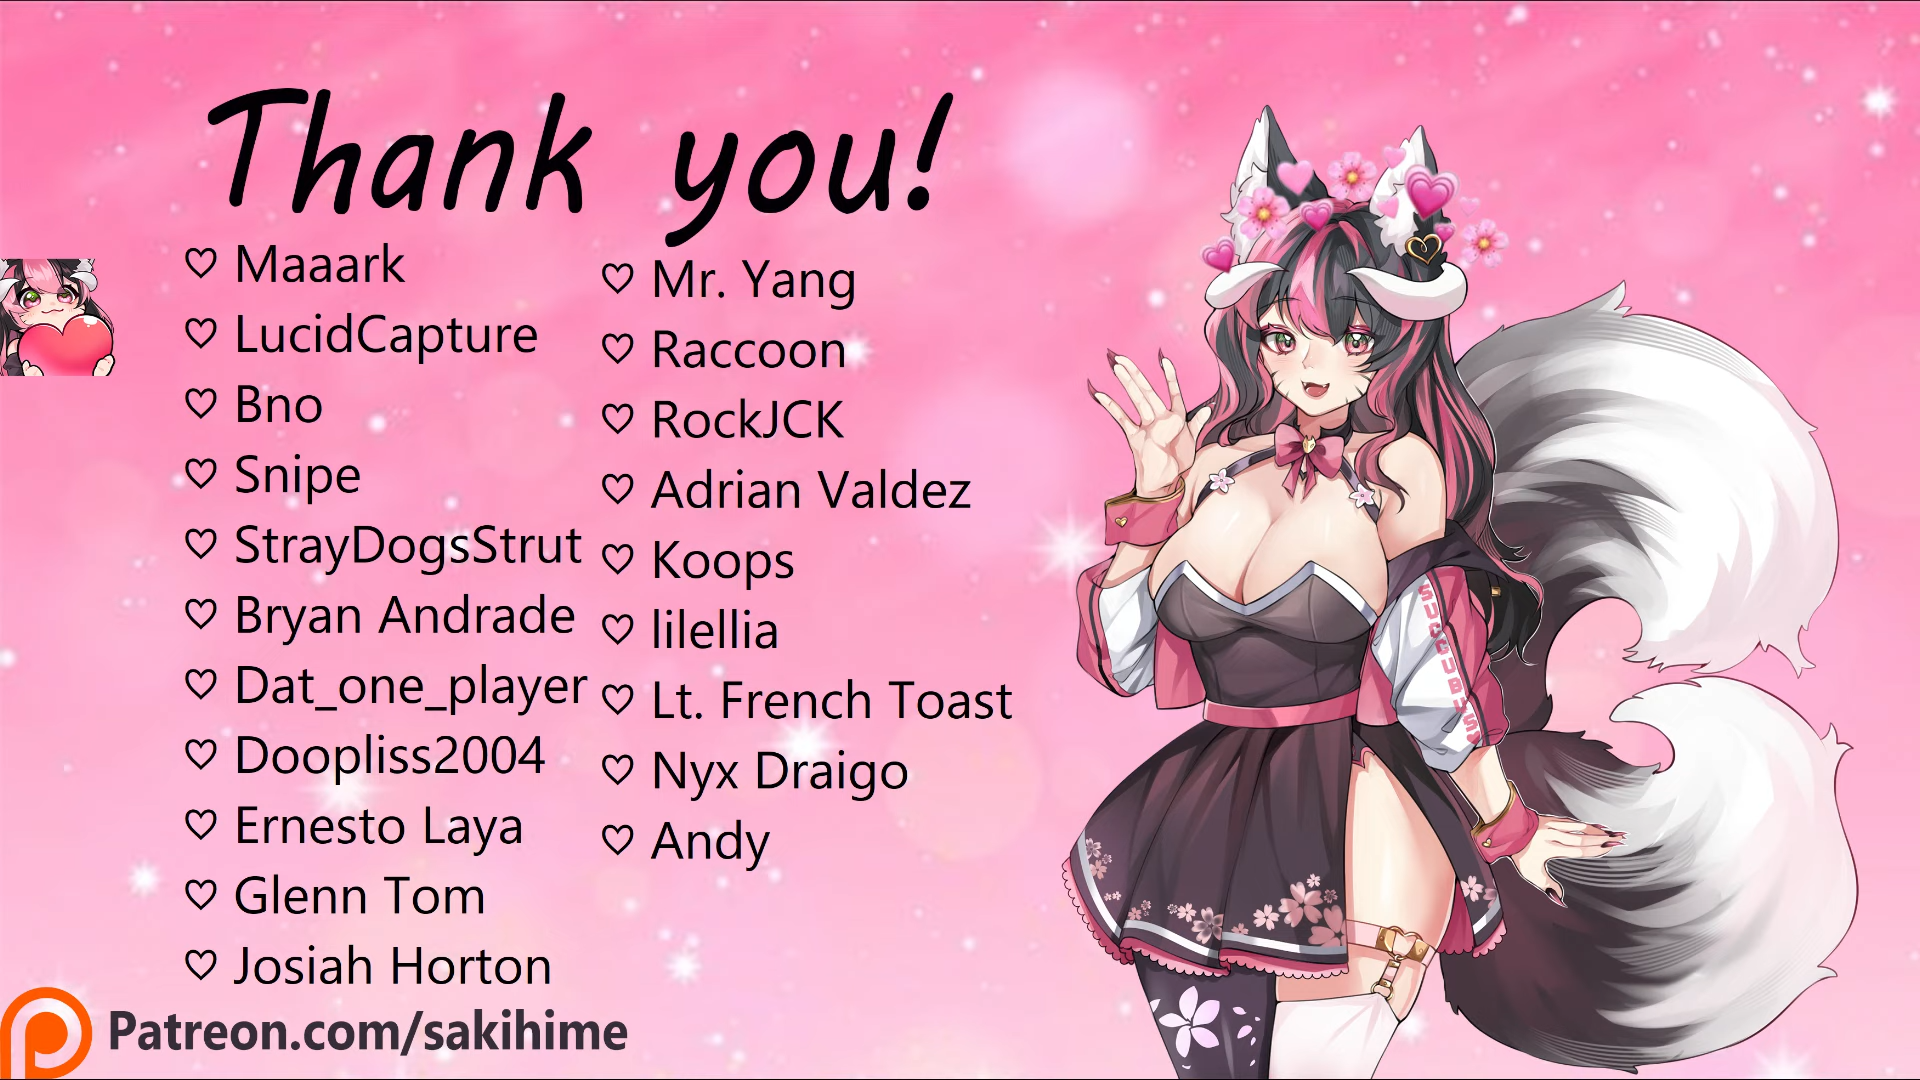 Thank you!
♡ Maaark
♡ LucidCapture
♡ Bno
♡ Snipe
♡ StrayDogsStrut
♡ Bryan Andrade
♡ Dat_one_player
♡ Doopliss2004
♡ Ernesto Laya
♡ Glenn Tom
♡ Josiah Horton
♡ Mr. Yang
♡ Raccoon
♡ RockJCK
♡ Adrian Valdez
♡ Koops
♡ lilellia
♡ Lt. French Toast
♡ Nyx Draigo
♡ Andy
SUCCUBUS
Patreon.com/sakihime